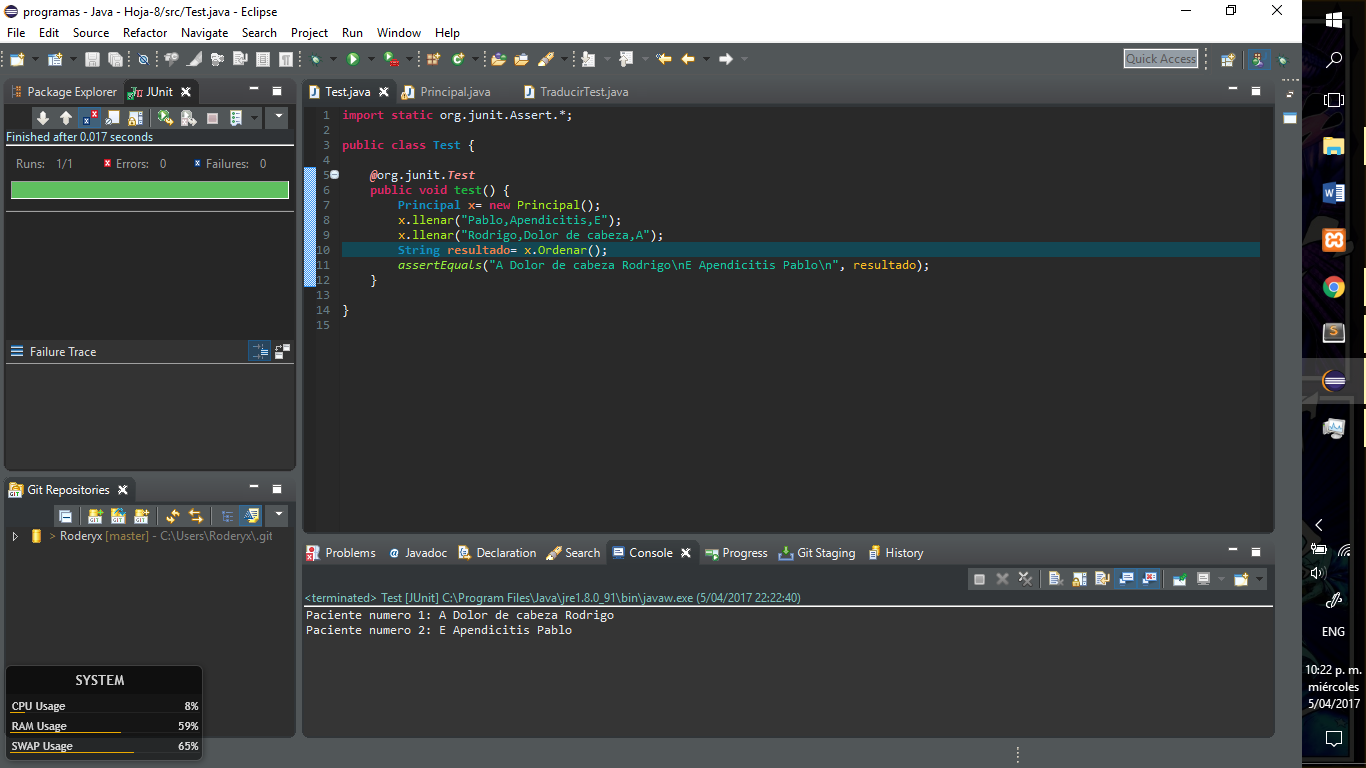 programas - Java - Hoja-8/src/Test.java - Eclipse
File Edit Source Refactor Navigate Search Project Run Window Help
Quick Access
Package Explorer JUnit
Finished after 0.017 seconds
Runs: 1/1 Errors: 0 Failures: 0
Failure Trace
Test.java Principal.java TraducirTest.java
1 import static org.junit.Assert.*;
2
3 public class Test {
4
5 @org.junit.Test
6 public void test() {
7 Principal x= new Principal();
8 x.llenar("Pablo,Apendicitis,E");
9 x.llenar("Rodrigo,Dolor de cabeza,A");
10 String resultado= x.Ordenar();
11 assertEquals("A Dolor de cabeza Rodrigo\nE Apendicitis Pablo\n", resultado);
12 }
13
14 }
15
Git Repositories
> Roderyx [master] - C:\Users\Roderyx\.git
Problems Javadoc Declaration Search Console Progress Git Staging History
<terminated> Test [JUnit] C:\Program Files\Java\jre1.8.0_91\bin\javaw.exe (5/04/2017 22:22:40)
Paciente numero 1: A Dolor de cabeza Rodrigo
Paciente numero 2: E Apendicitis Pablo
SYSTEM
CPU Usage 8%
RAM Usage 59%
SWAP Usage 65%
ENG
10:22 p. m.
miércoles
5/04/2017